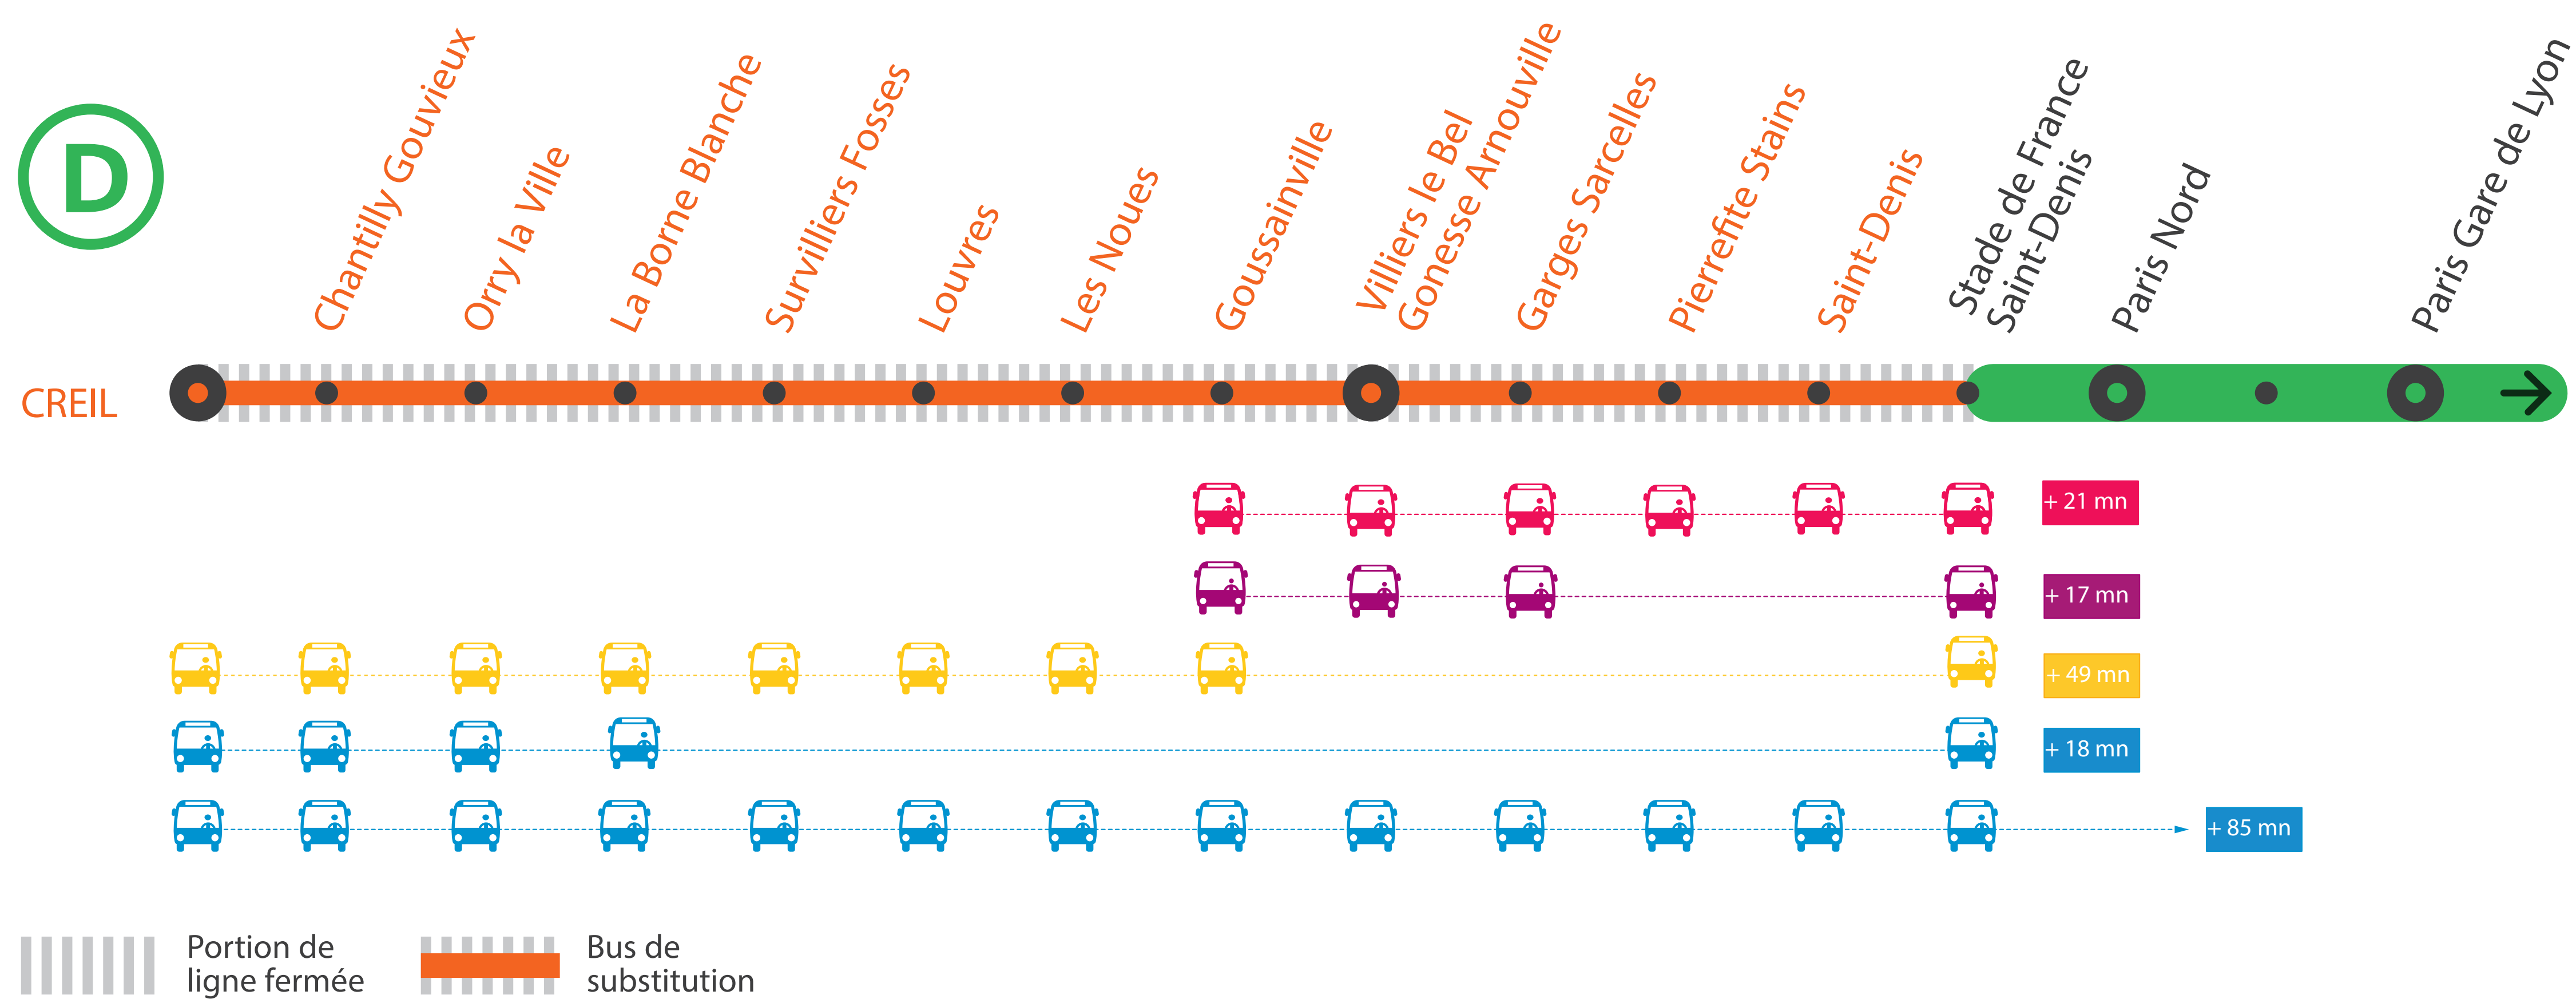 D
Chantilly Gouvieux
Orry la Ville
La Borne Blanche
Survilliers Fosses
Louvres
Les Noues
Goussainville
Villiers le Bel
Gonesse Arnouville
Garges Sarcelles
Pierrefite Stains
Saint-Denis
Stade de France
Saint-Denis
Paris Nord
Paris Gare de Lyon
CREIL
+ 21 mn
+ 17 mn
+ 49 mn
+ 18 mn
+ 85 mn
Portion de
ligne fermée
Bus de
substitution